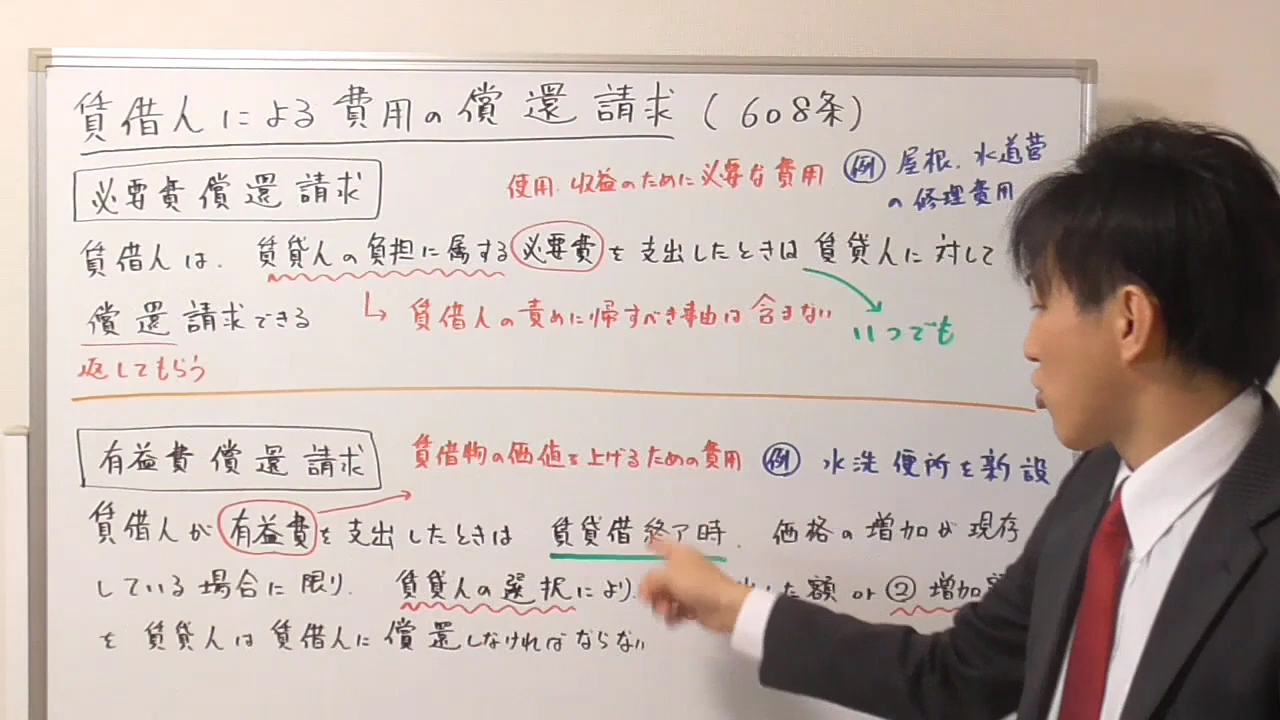 賃借人による費用の償還請求(608条)
必要費償還請求
使用.収益のために必要な費用 例 屋根.水道管
の修理費用
賃借人は.賃貸人の負担に属する必要費を支出したときは賃貸人に対して
償還請求できる
↳賃借人の責めに帰すべき事由は含まない
いつでも
返してもらう
有益費償還請求
賃借物の価値を上げるための費用 例 水洗便所を新設
賃借人が有益費を支出したときは 賃貸借終了時.価格の増加が現存
している場合に限り.賃貸人の選択により した額 or ②増加
を賃貸人は賃借人に償還しなければならない